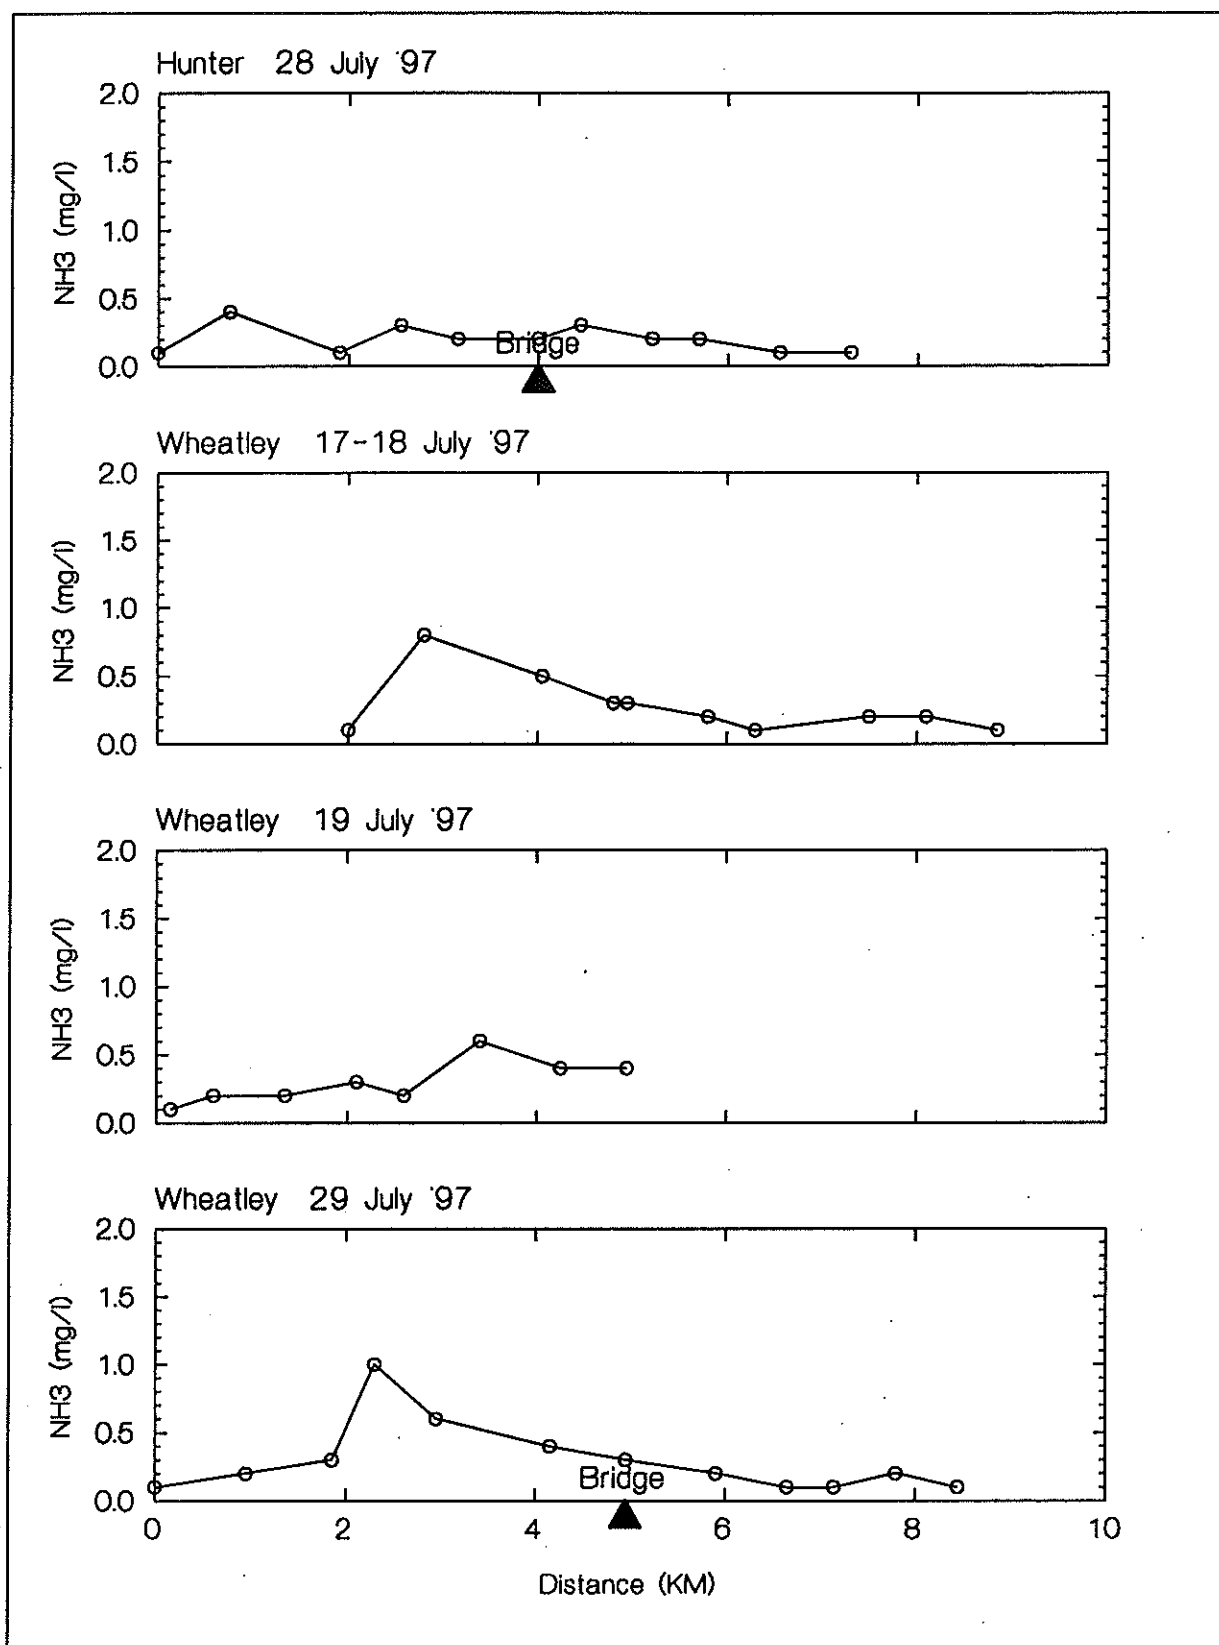 Hunter 28 July '97
2.0
1.5
NH3 (mg/l)
1.0
0.5
0.0
Bridge
Wheatley 17-18 July '97
2.0
1.5
NH3 (mg/l)
1.0
0.5
0.0
Wheatley 19 July '97
2.0
1.5
NH3 (mg/l)
1.0
0.5
0.0
Wheatley 29 July '97
2.0
1.5
NH3 (mg/l)
1.0
0.5
0.0
Bridge
0 2 4 6 8 10
Distance (KM)